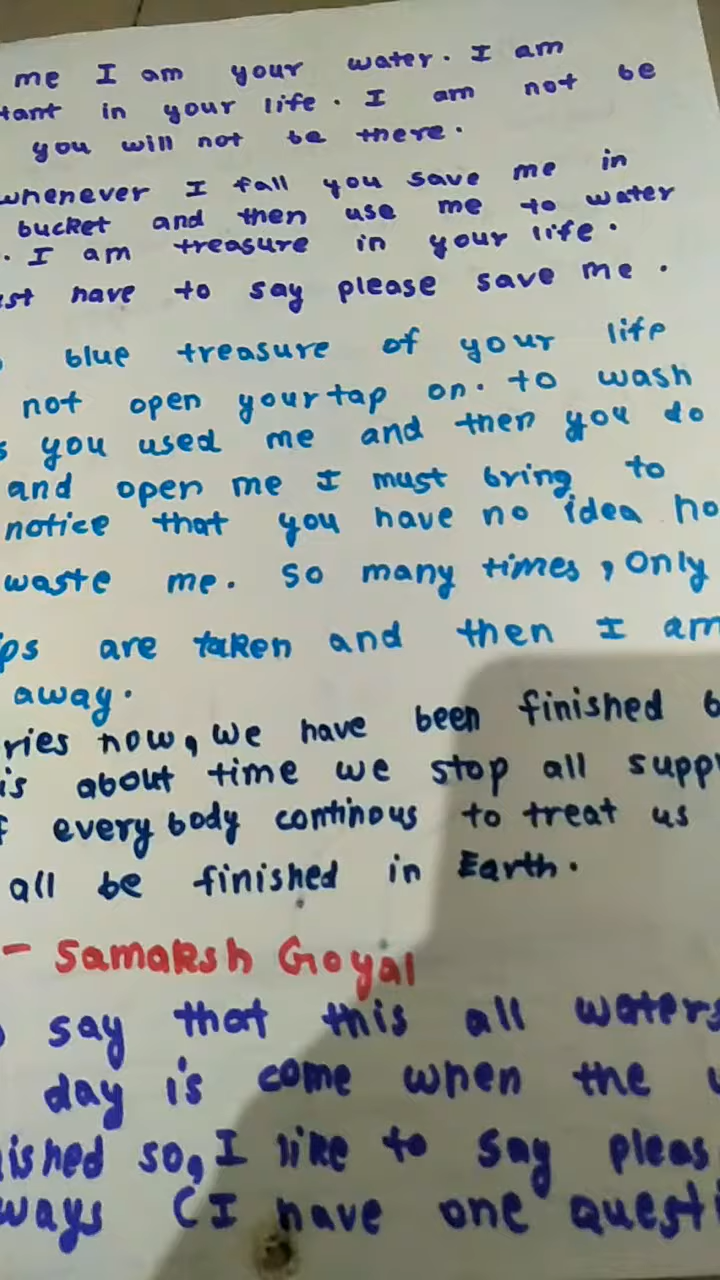 me I am your water. I am
tant in your life. I am not be
you will not be there.
whenever I fall you save me in
bucket and then use me to water
. I am treasure in your life.
st have to say please save me.
blue treasure of your life
not open your tap on. to wash
s you used me and then you do
and open me I must bring to
notice that you have no idea ho
waste me. so many times, Only
ps are taken and then I am
away.
ries now, we have been finished b
is about time we stop all supp
f every body continous to treat us
all be finished in Earth.
- Samaksh Goyal
say that this all waters
day is come when the
ished so, I like to say pleas
ways (I have one questi